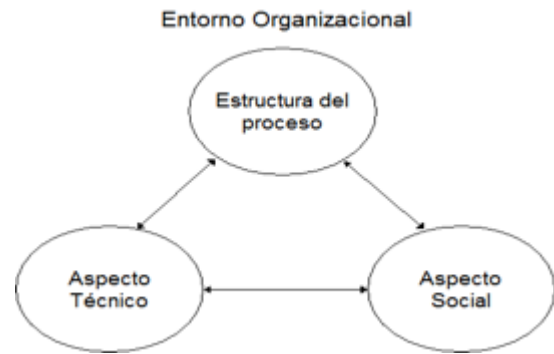 Entorno Organizacional
Estructura del
proceso
Aspecto
Técnico
Aspecto
Social